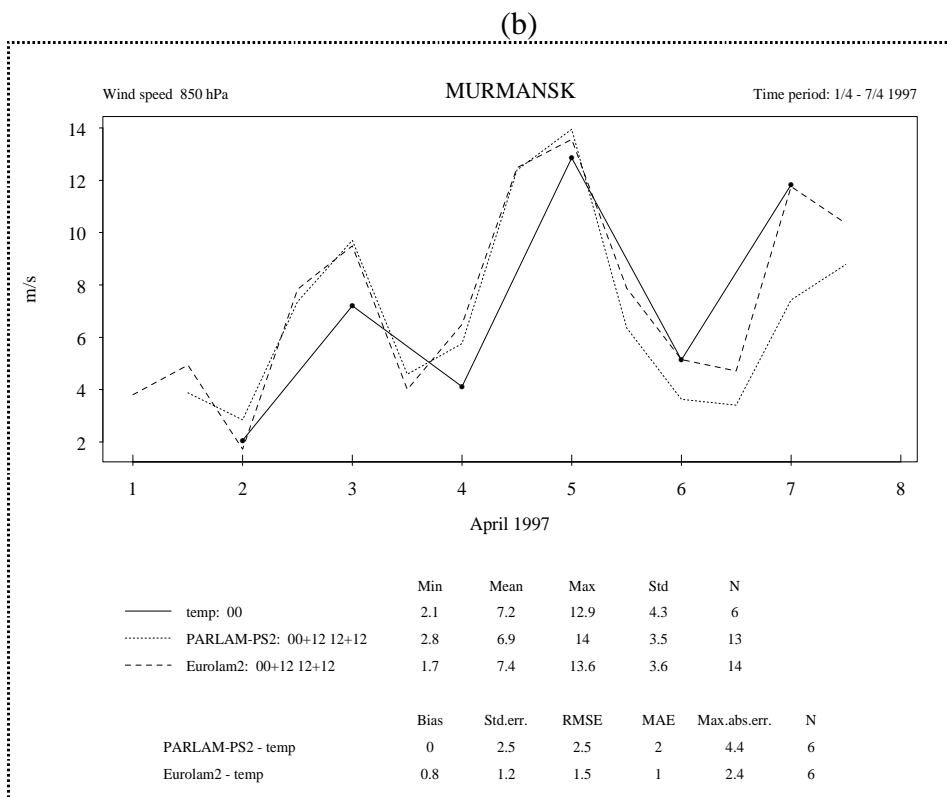 (b)
Wind speed 850 hPa MURMANSK Time period: 1/4 - 7/4 1997
14
12
10
8
6
4
2
m/s
1 2 3 4 5 6 7 8
April 1997
Min Mean Max Std N
temp: 00 2.1 7.2 12.9 4.3 6
PARLAM-PS2: 00+12 12+12 2.8 6.9 14 3.5 13
Eurolam2: 00+12 12+12 1.7 7.4 13.6 3.6 14
Bias Std.err. RMSE MAE Max.abs.err. N
PARLAM-PS2 - temp 0 2.5 2.5 2 4.4 6
Eurolam2 - temp 0.8 1.2 1.5 1 2.4 6